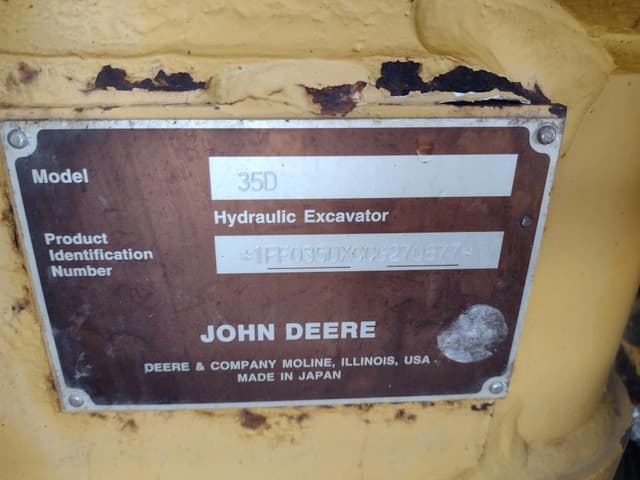 Model
35D
Hydraulic Excavator
Product
Identification
Number
JOHN DEERE
DEERE & COMPANY MOLINE, ILLINOIS, USA
MADE IN JAPAN